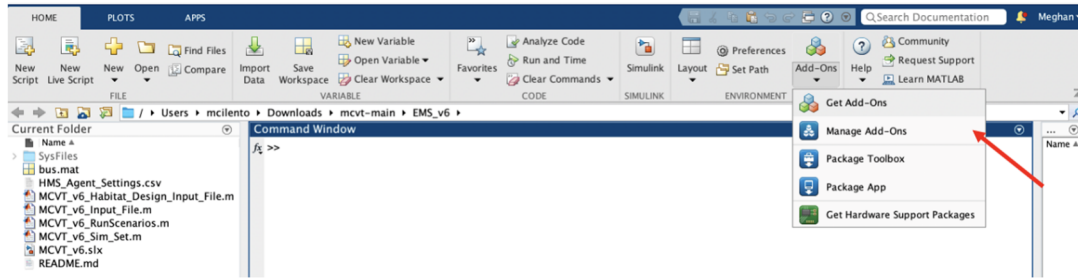 HOME PLOTS APPS Search Documentation Meghan
New Script New Live Script New Open Find Files Compare Import Data Save Workspace New Variable Open Variable Clear Workspace Favorites Analyze Code Run and Time Clear Commands Simulink Layout Preferences Set Path Add-Ons Help Community Request Support Learn MATLAB
FILE VARIABLE CODE SIMULINK ENVIRONMENT
/ Users mcilento Downloads mcvt-main EMS_v6
Current Folder
Name
SysFiles
bus.mat
HMS_Agent_Settings.csv
MCVT_v6_Habitat_Design_Input_File.m
MCVT_v6_Input_File.m
MCVT_v6_RunScenarios.m
MCVT_v6_Sim_Set.m
MCVT_v6.slx
README.md
Command Window
fx >>
Get Add-Ons
Manage Add-Ons
Package Toolbox
Package App
Get Hardware Support Packages
...
Name